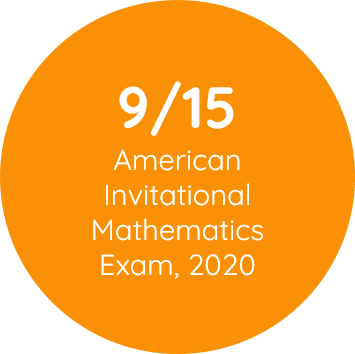 9/15
American
Invitational
Mathematics
Exam, 2020